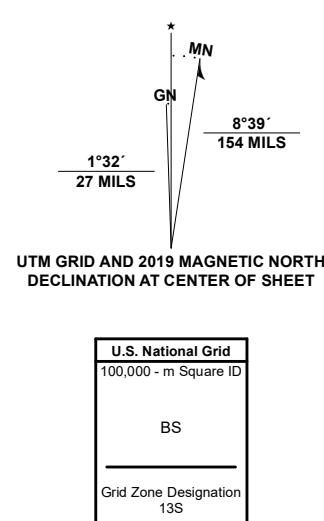 ★
MN
GN
8°39´
154 MILS
1°32´
27 MILS
UTM GRID AND 2019 MAGNETIC NORTH
DECLINATION AT CENTER OF SHEET
U.S. National Grid
100,000 - m Square ID
BS
Grid Zone Designation
13S